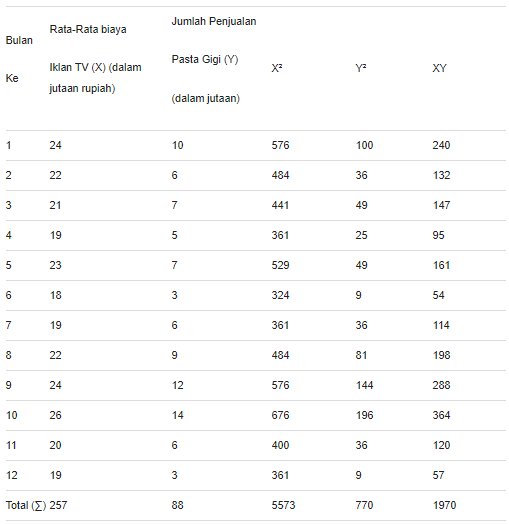 Bulan Ke Rata-Rata biaya Iklan TV (X) (dalam jutaan rupiah) Jumlah Penjualan Pasta Gigi (Y) (dalam jutaan) X² Y² XY
1 24 10 576 100 240
2 22 6 484 36 132
3 21 7 441 49 147
4 19 5 361 25 95
5 23 7 529 49 161
6 18 3 324 9 54
7 19 6 361 36 114
8 22 9 484 81 198
9 24 12 576 144 288
10 26 14 676 196 364
11 20 6 400 36 120
12 19 3 361 9 57
Total (∑) 257 88 5573 770 1970